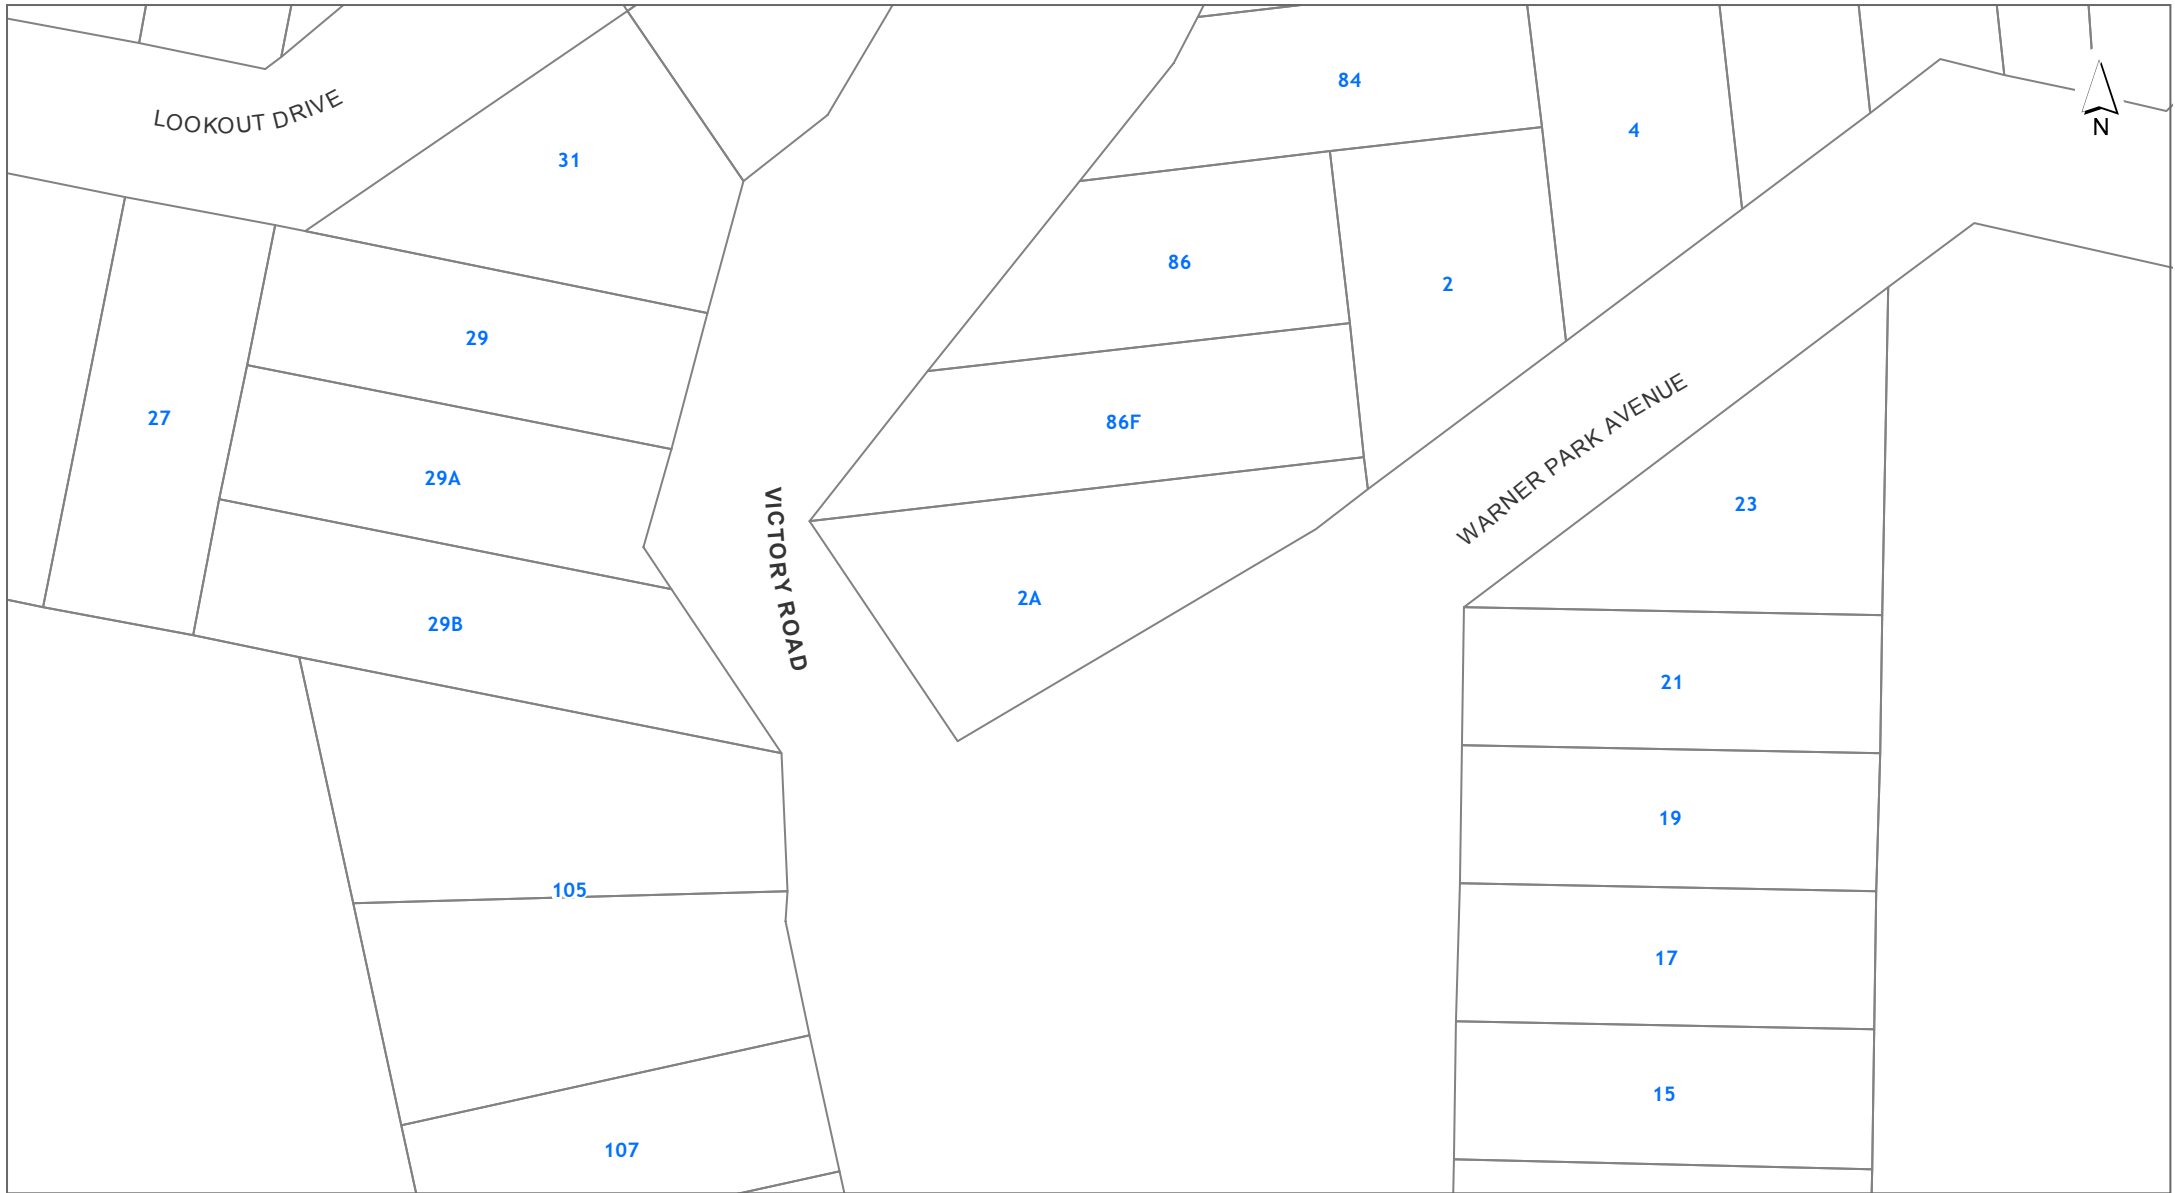 84
LOOKOUT DRIVE
N
4
31
86
2
29
27
86F
WARNER PARK AVENUE
29A
23
VICTORY ROAD
2A
29B
21
19
105
17
15
107